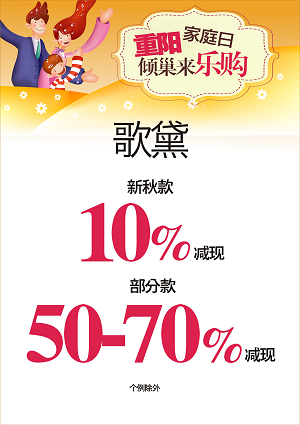 重阳家庭日
倾巢来乐购
歌黛
新秋款
10%减现
部分款
50-70%减现
个例除外